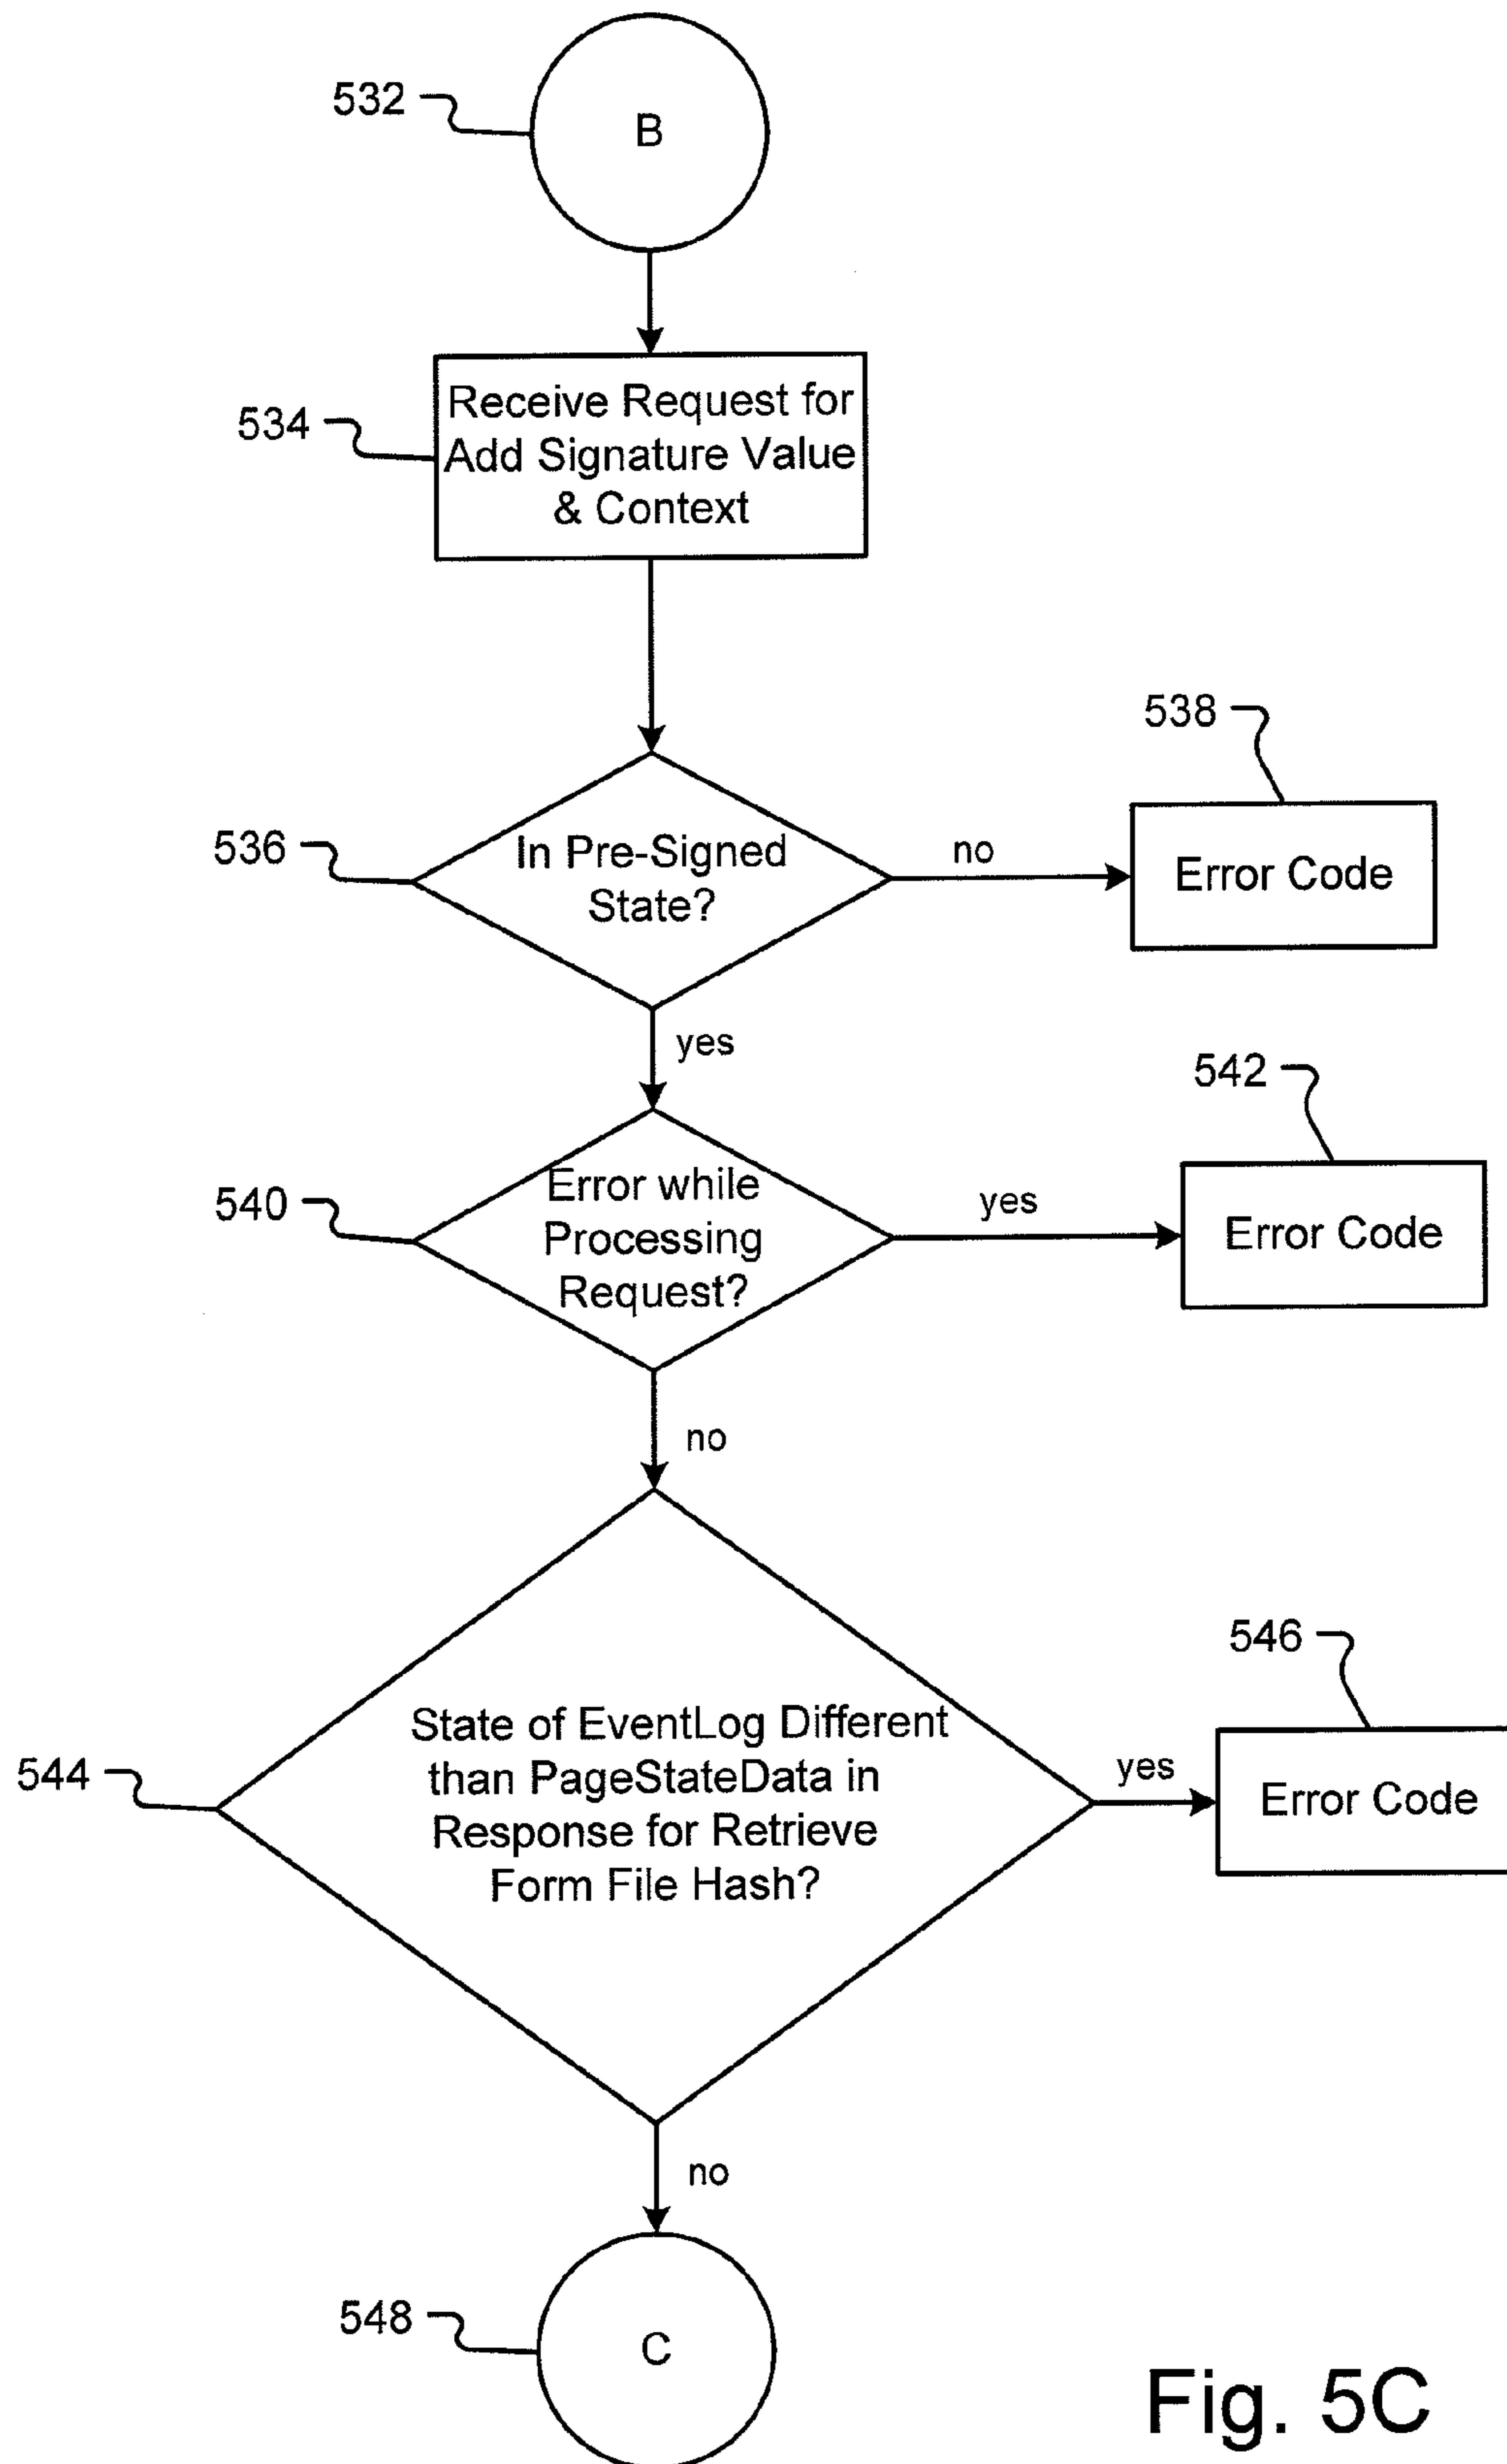 532
B
534
Receive Request for
Add Signature Value
& Context
538
536
In Pre-Signed
State?
no
Error Code
yes
542
540
Error while
Processing
Request?
yes
Error Code
no
546
544
State of EventLog Different
than PageStateData in
Response for Retrieve
Form File Hash?
yes
Error Code
no
548
C
Fig. 5C